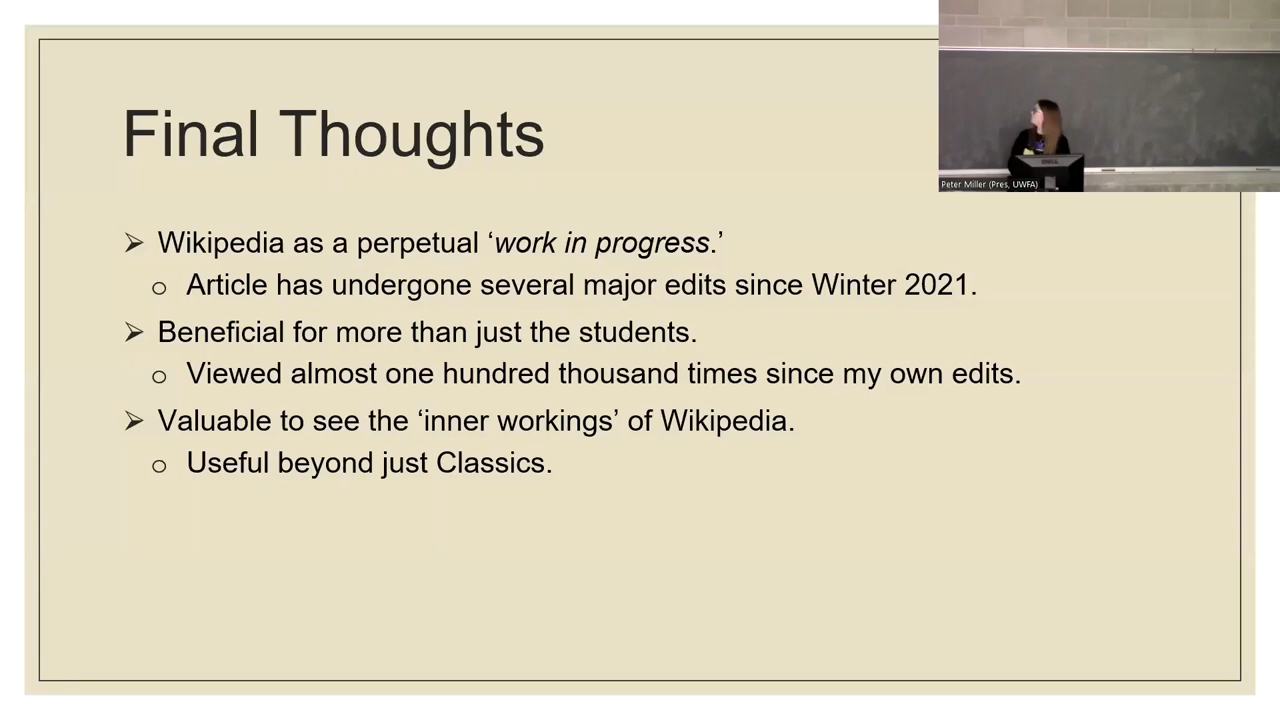 Final Thoughts
Wikipedia as a perpetual ‘work in progress.’
Article has undergone several major edits since Winter 2021.
Beneficial for more than just the students.
Viewed almost one hundred thousand times since my own edits.
Valuable to see the ‘inner workings’ of Wikipedia.
Useful beyond just Classics.
Peter Miller (Pres, UWFA)